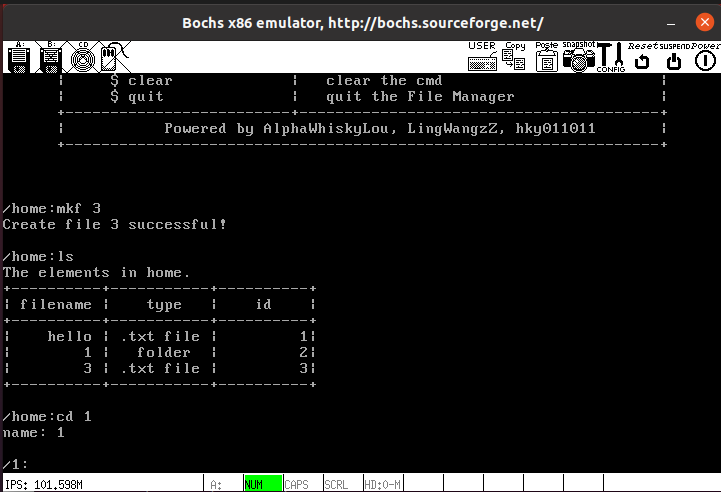 Bochs x86 emulator, http://bochs.sourceforge.net/
A: B: CD USER Copy Paste snapshot CONFIG Reset SUSPEND Power
¦ $ clear ¦ clear the cmd ¦
¦ $ quit ¦ quit the File Manager ¦
+----------------------------+----------------------------------------------+
¦ Powered by AlphaWhiskyLou, LingWangzZ, hky011011 ¦
+---------------------------------------------------------------------------+
/home:mkf 3
Create file 3 successful!
/home:ls
The elements in home.
+----------+-----------+----------+
¦ filename ¦ type ¦ id ¦
+----------+-----------+----------+
¦ hello ¦ .txt file ¦ 1¦
¦ 1 ¦ folder ¦ 2¦
¦ 3 ¦ .txt file ¦ 3¦
+----------+-----------+----------+
/home:cd 1
name: 1
/1:
IPS: 101.598M A: NUM CAPS SCRL HD:0-M